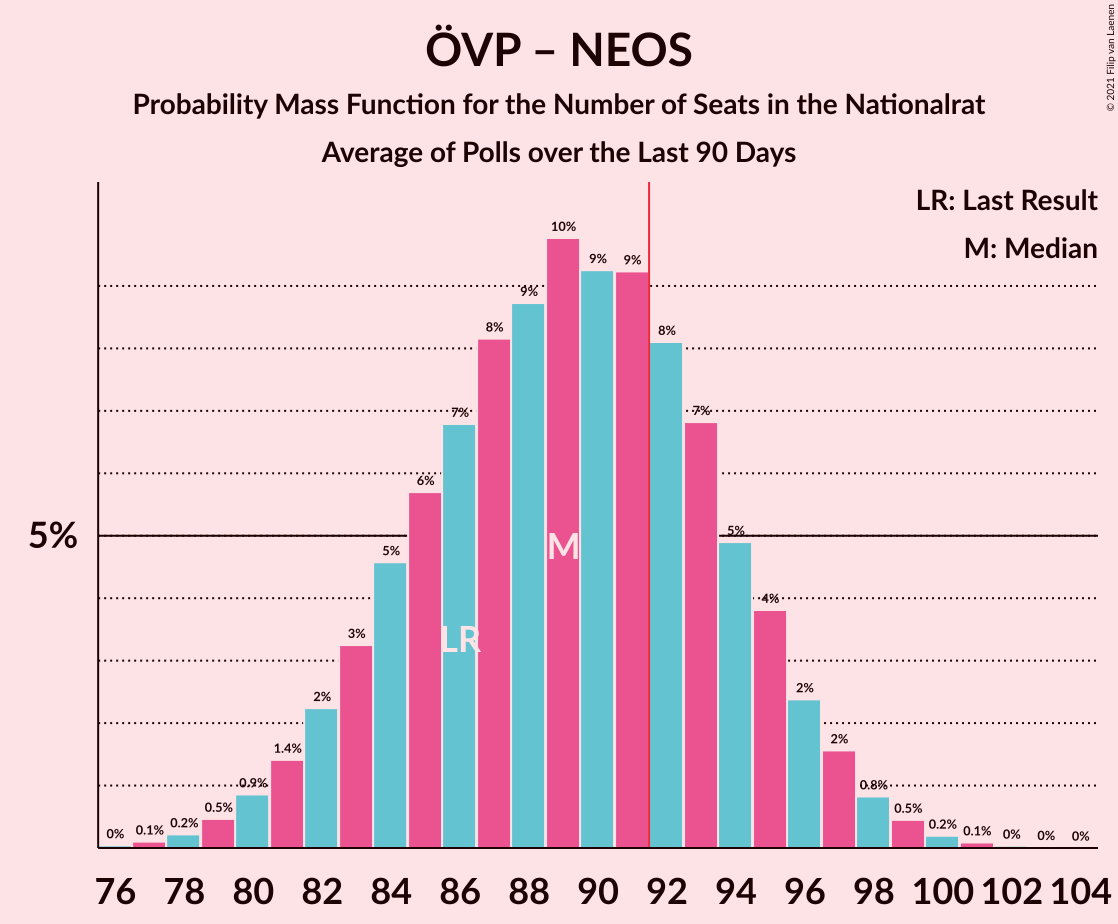 ÖVP – NEOS
Probability Mass Function for the Number of Seats in the Nationalrat
Average of Polls over the Last 90 Days
© 2021 Filip van Laenen
LR: Last Result
M: Median
5%
0% 0.1% 0.2% 0.5% 0.9% 1.4% 2% 3% 5% 6% 7% 8% 9% 10% 9% 9% 8% 7% 5% 4% 2% 2% 0.8% 0.5% 0.2% 0.1% 0% 0% 0%
M
LR
76 78 80 82 84 86 88 90 92 94 96 98 100 102 104